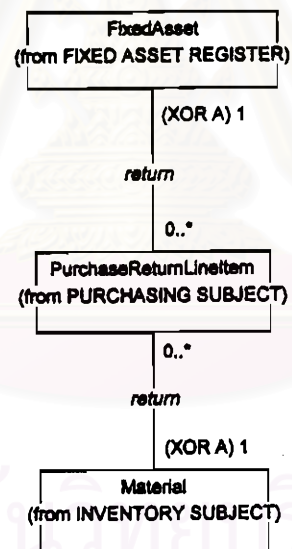 FixedAsset
(from FIXED ASSET REGISTER)
(XOR A) 1
return
0..*
PurchaseReturnLineItem
(from PURCHASING SUBJECT)
0..*
return
(XOR A) 1
Material
(from INVENTORY SUBJECT)